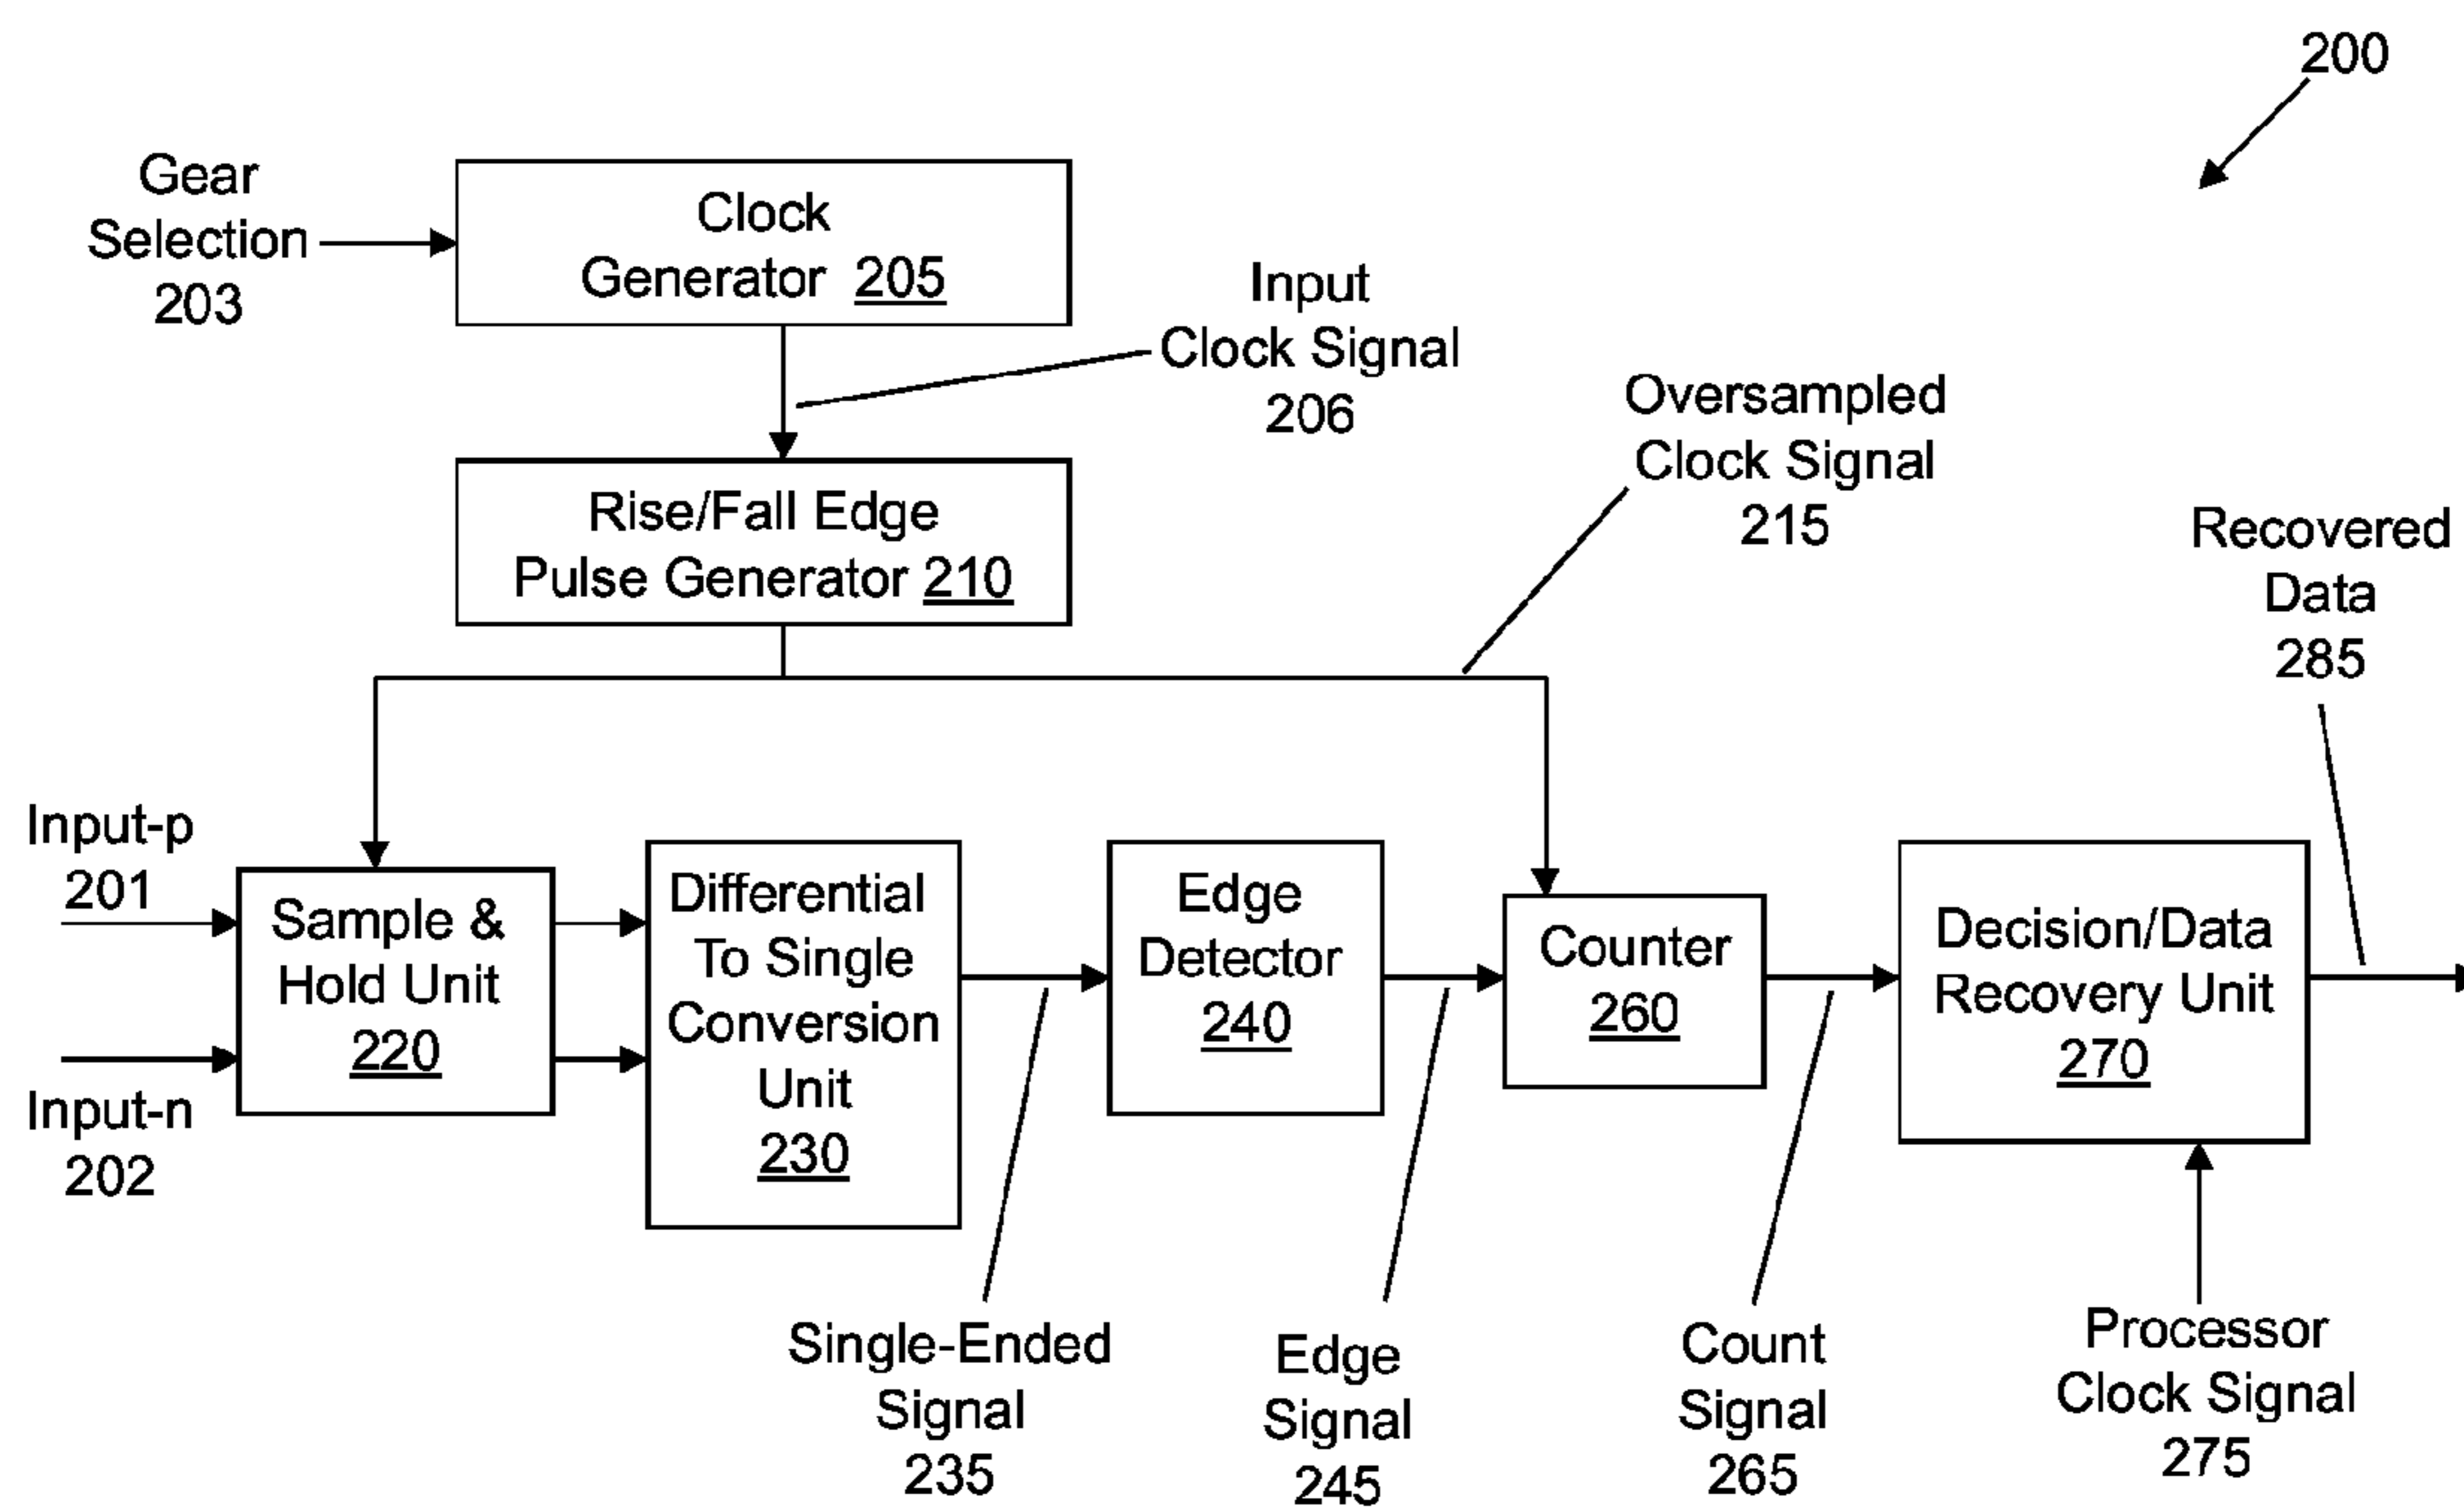 200
Gear
Selection
203
Clock
Generator 205
Input
Clock Signal
206
Oversampled
Clock Signal
215
Rise/Fall Edge
Pulse Generator 210
Recovered
Data
285
Input-p
201
Input-n
202
Sample &
Hold Unit
220
Differential
To Single
Conversion
Unit
230
Edge
Detector
240
Counter
260
Decision/Data
Recovery Unit
270
Single-Ended
Signal
235
Edge
Signal
245
Count
Signal
265
Processor
Clock Signal
275